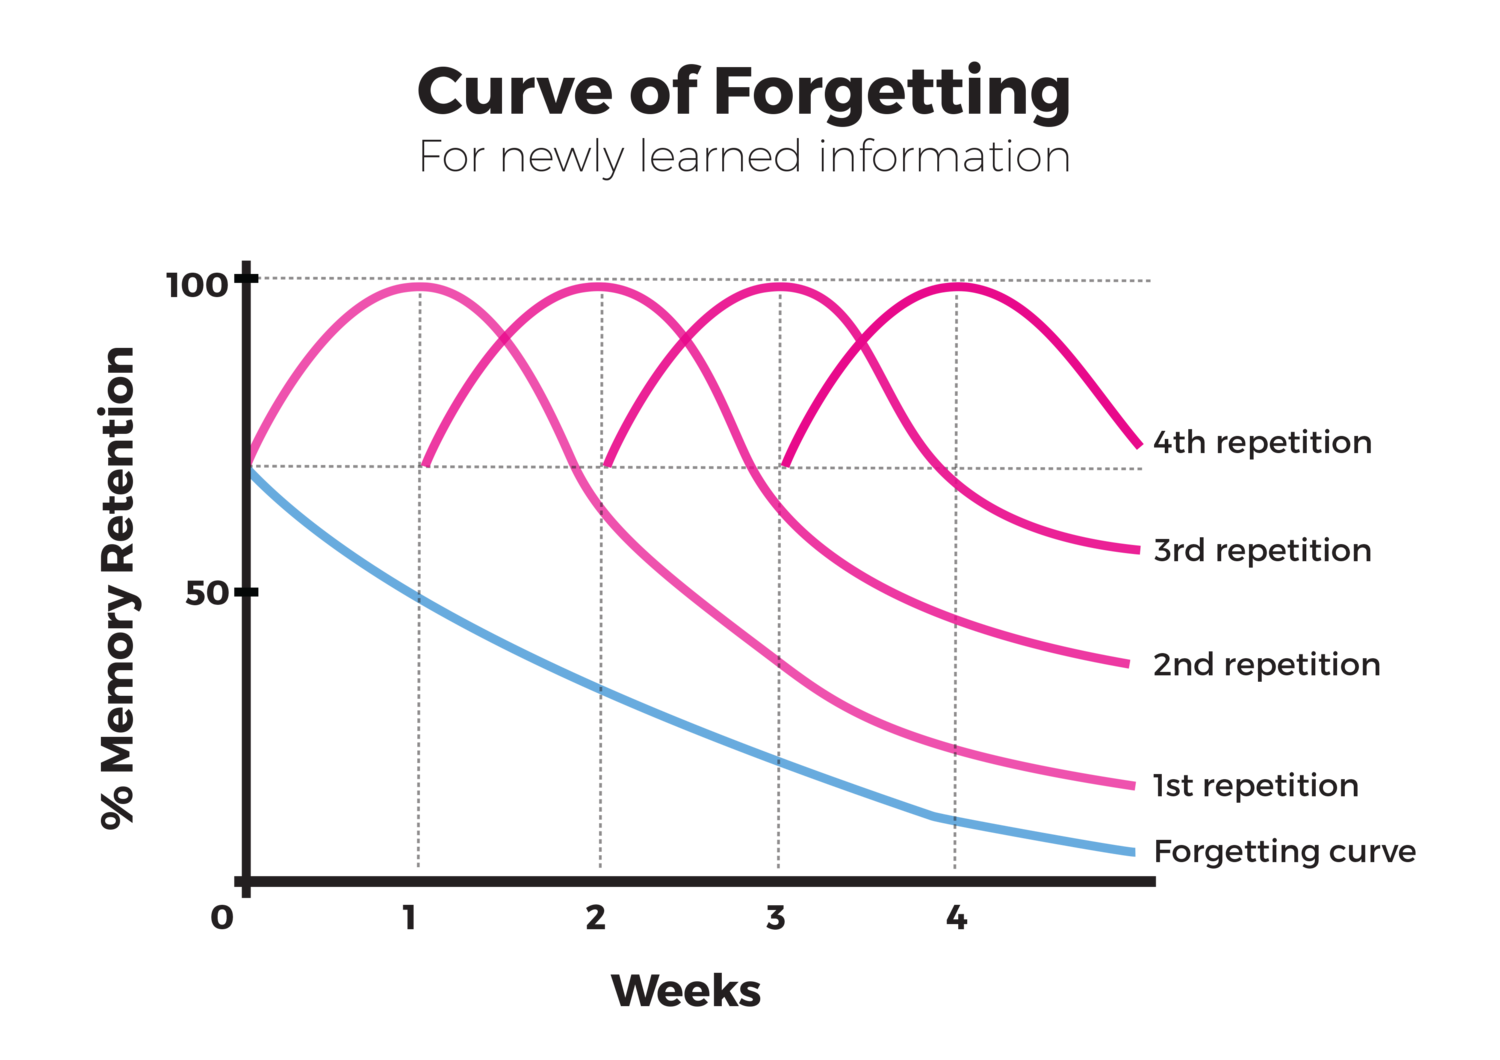 Curve of Forgetting
For newly learned information
100
50
% Memory Retention
4th repetition
3rd repetition
2nd repetition
1st repetition
Forgetting curve
0 1 2 3 4
Weeks